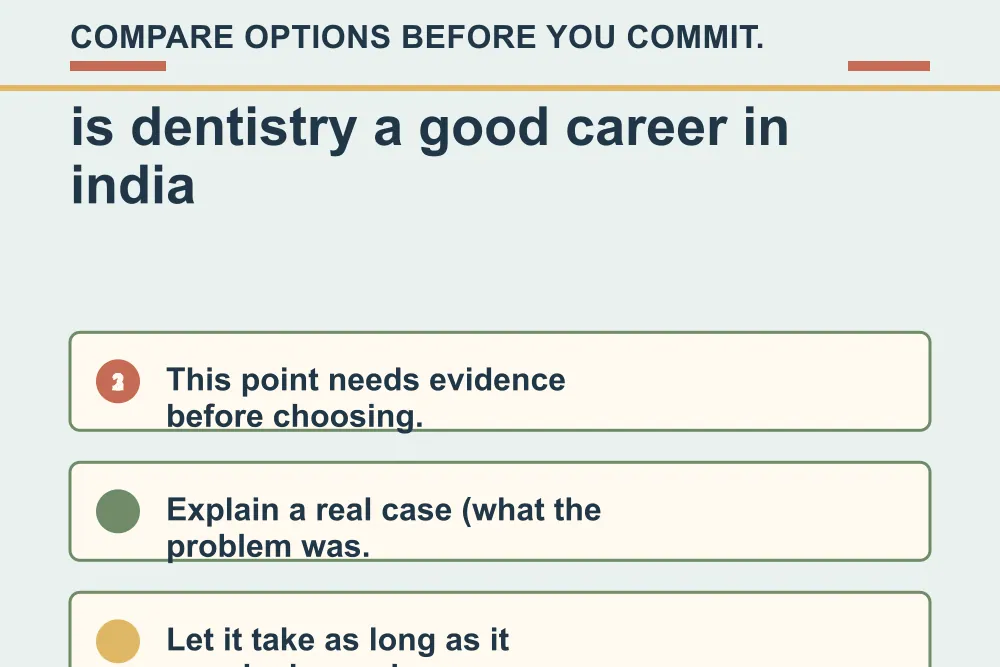 COMPARE OPTIONS BEFORE YOU COMMIT.
is dentistry a good career in
india
This point needs evidence
before choosing.
Explain a real case (what the
problem was.
Let it take as long as it